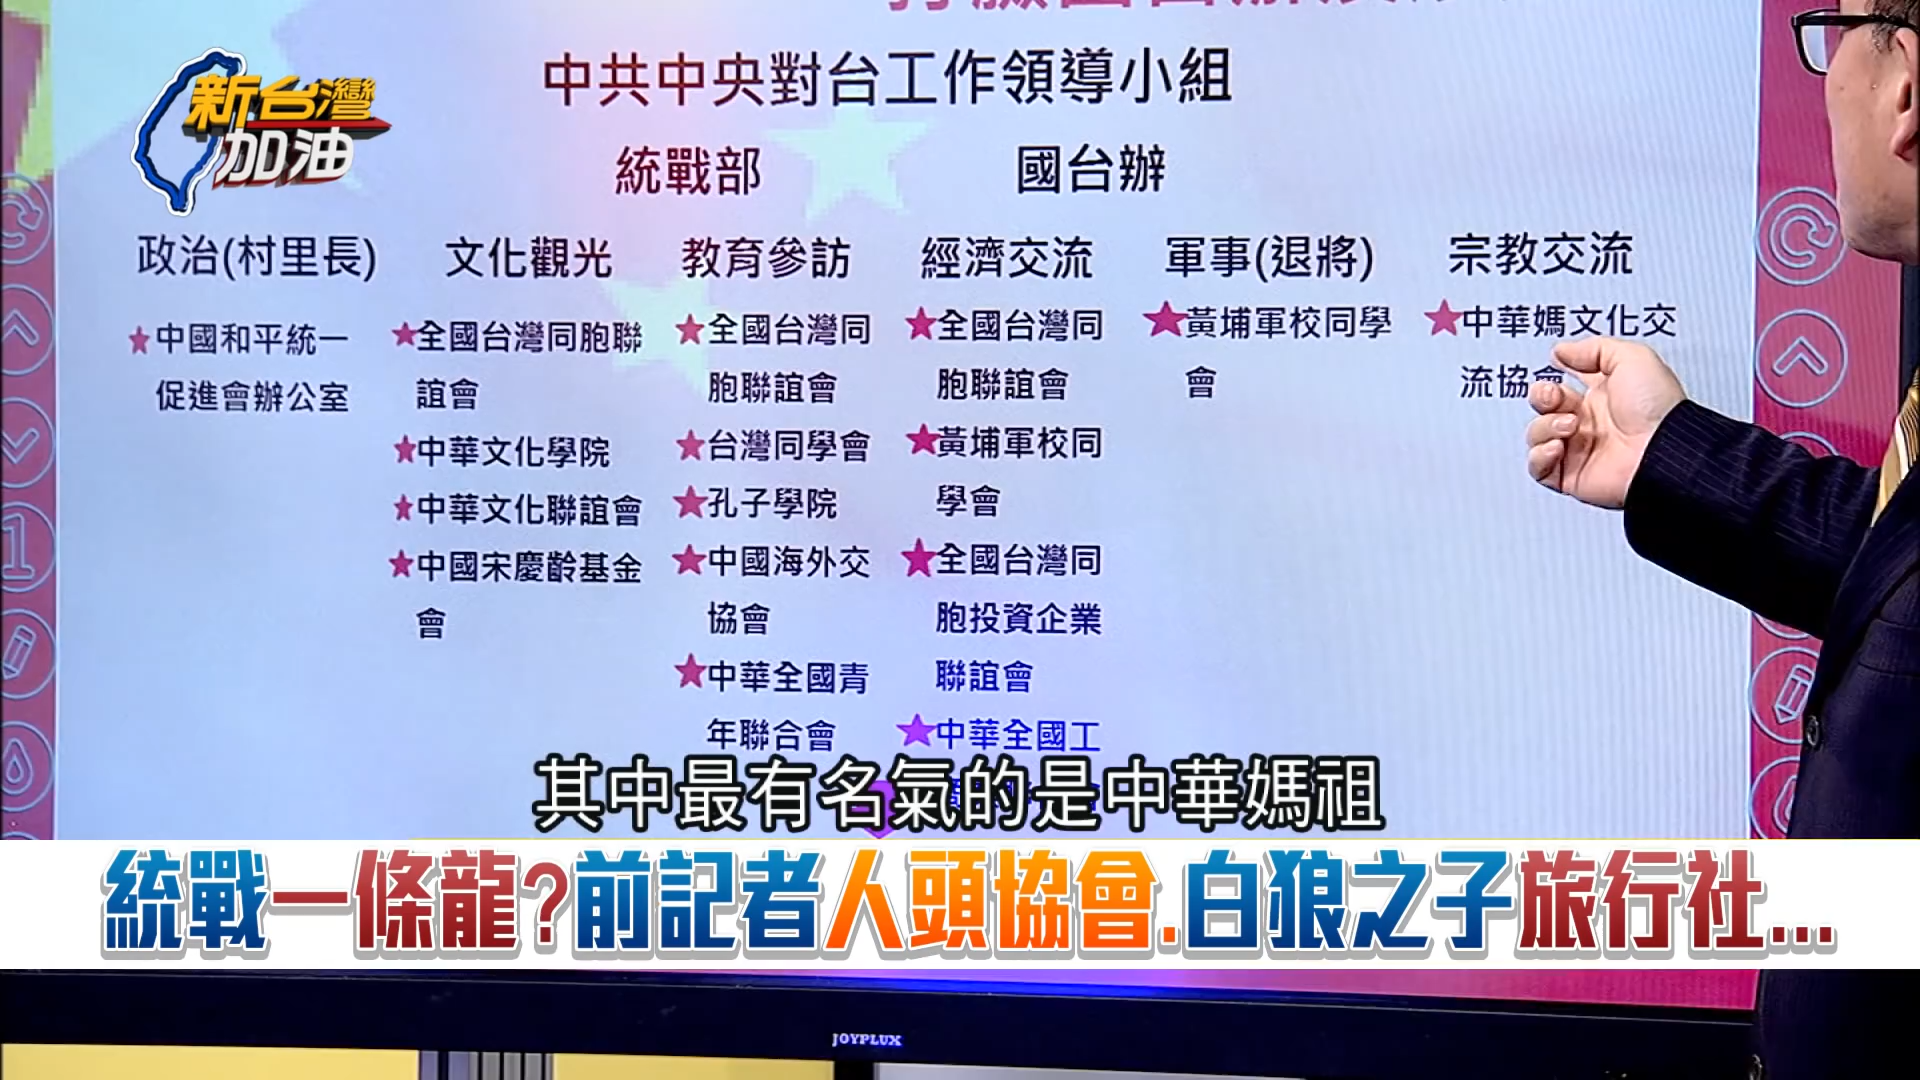 新台灣
加油
中共中央對台工作領導小組
統戰部
國台辦
政治(村里長)
中國和平統一
促進會辦公室
文化觀光
全國台灣同胞聯
誼會
中華文化學院
中華文化聯誼會
中國宋慶齡基金
會
教育參訪
全國台灣同
胞聯誼會
台灣同學會
孔子學院
中國海外交
協會
中華全國青
年聯合會
經濟交流
全國台灣同
胞聯誼會
黃埔軍校同
學會
全國台灣同
胞投資企業
聯誼會
中華全國工
軍事(退將)
黃埔軍校同學
會
宗教交流
中華媽文化交
流協會
其中最有名氣的是中華媽祖
統戰一條龍?前記者人頭協會.白狼之子旅行社...
JOYPLUX